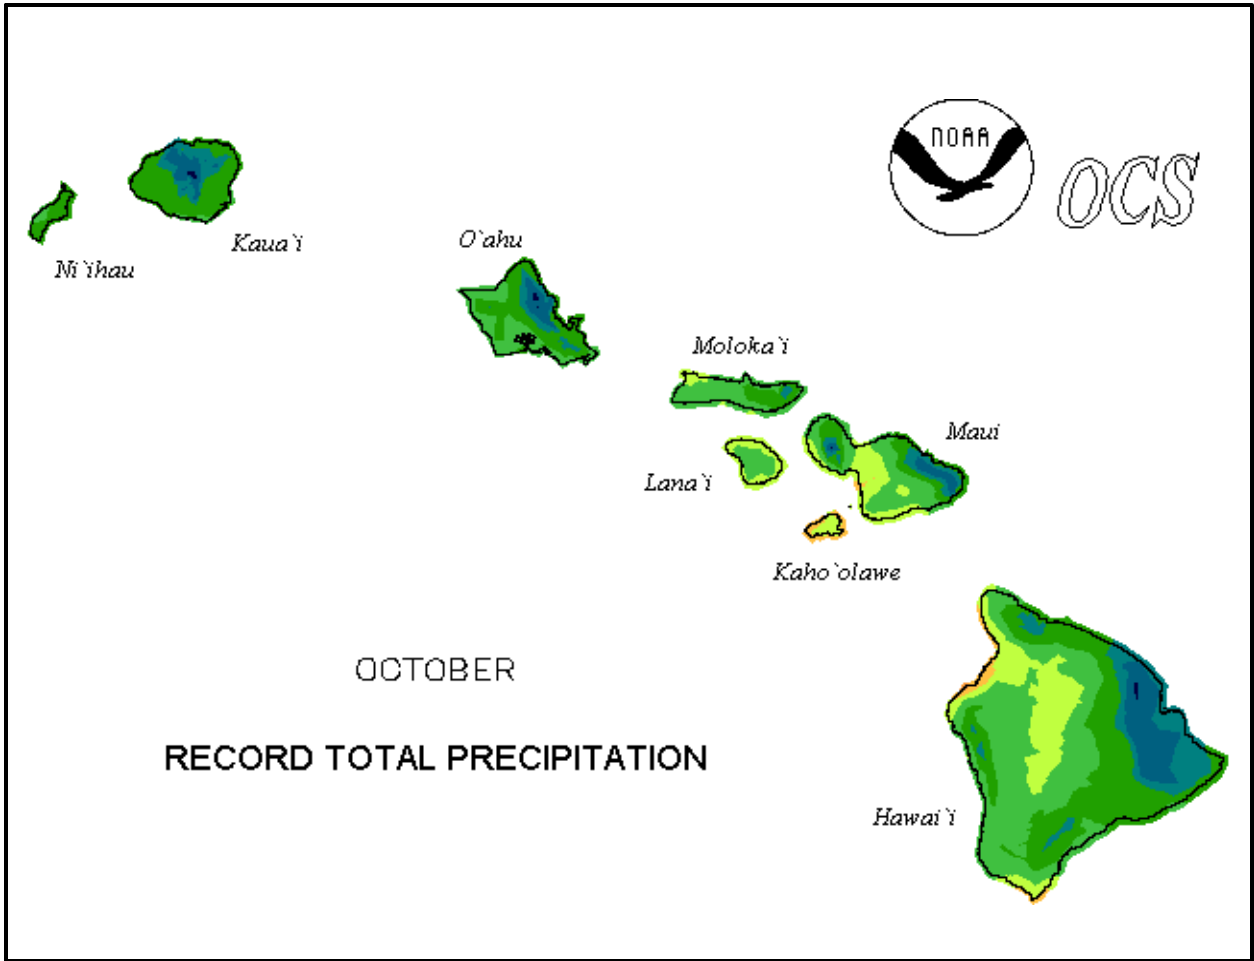 NOAA
OCS
Ni`ihau
Kaua`i
O`ahu
Moloka`i
Maui
Lana`i
Kaho`olawe
OCTOBER
RECORD TOTAL PRECIPITATION
Hawai`i